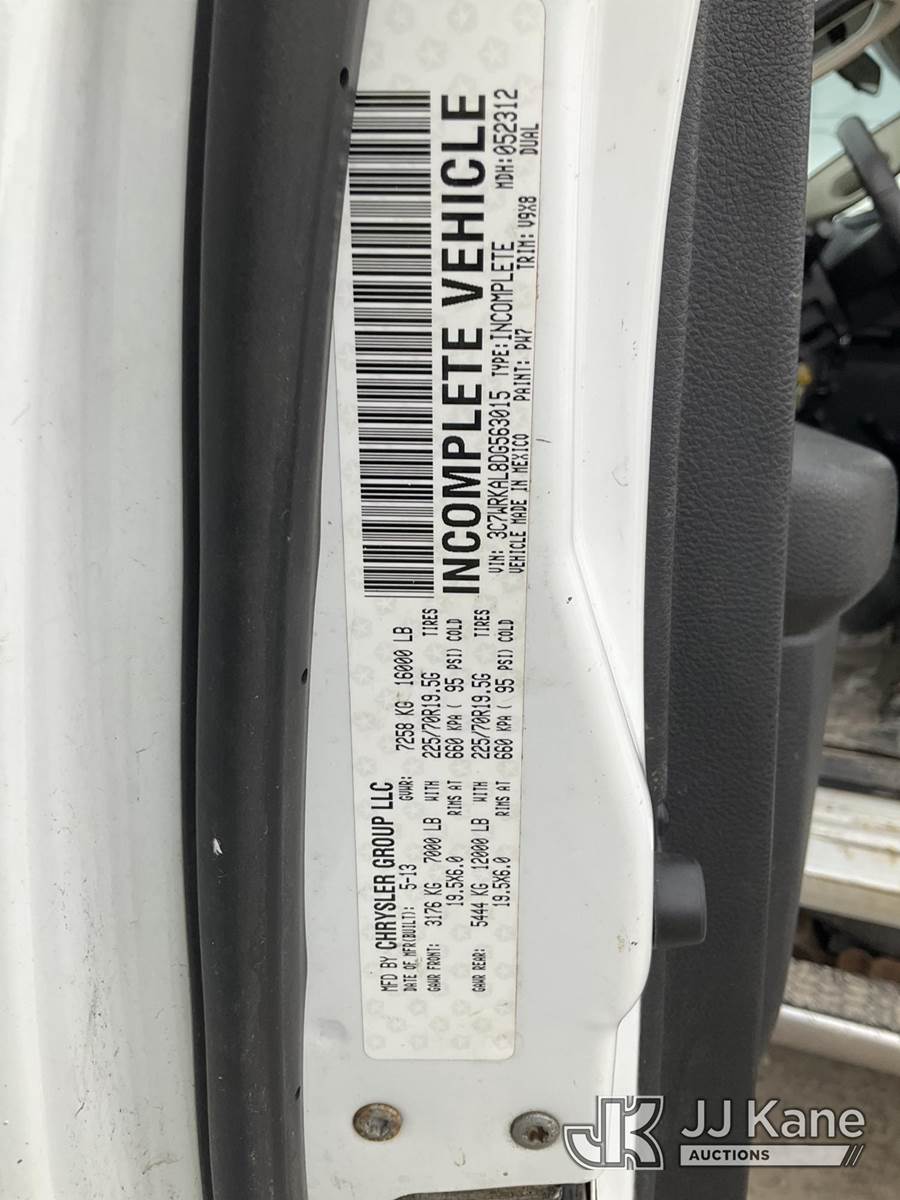 MFD BY CHRYSLER GROUP LLC
DATE OF MFR(BUILT): 5-13 GVWR: 7258 KG 16000 LB
GAWR FRONT: 3176 KG 7000 LB WITH 225/70R19.5G TIRES
19.5X6.0 RIMS AT 660 KPA ( 95 PSI) COLD
GAWR REAR: 5444 KG 12000 LB WITH 225/70R19.5G TIRES
19.5X6.0 RIMS AT 660 KPA ( 95 PSI) COLD
INCOMPLETE VEHICLE
VIN: 3C7WRKAL8DG563015 TYPE: INCOMPLETE MDH: 052312
VEHICLE MADE IN MEXICO PAINT: PW7 TRIM: V9X8 DUAL
JK JJ Kane
AUCTIONS